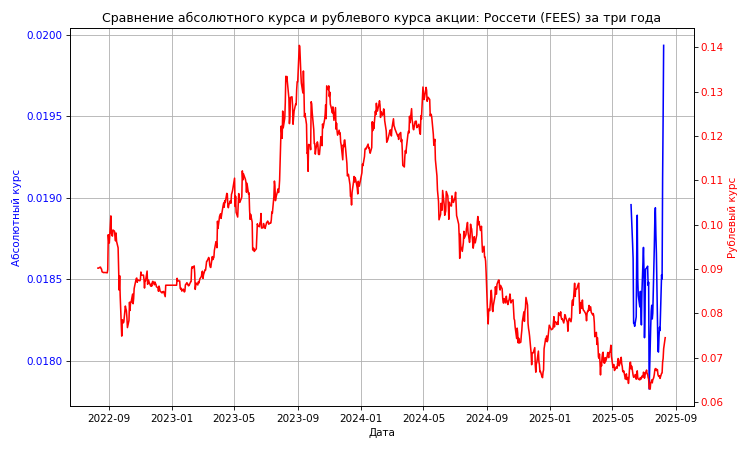 Сравнение абсолютного курса и рублевого курса акции: Россети (FEES) за три года
0.0200
0.0195
0.0190
0.0185
0.0180
Абсолютный курс
0.14
0.13
0.12
0.11
0.10
0.09
0.08
0.07
0.06
Рублевый курс
2022-09 2023-01 2023-05 2023-09 2024-01 2024-05 2024-09 2025-01 2025-05 2025-09
Дата